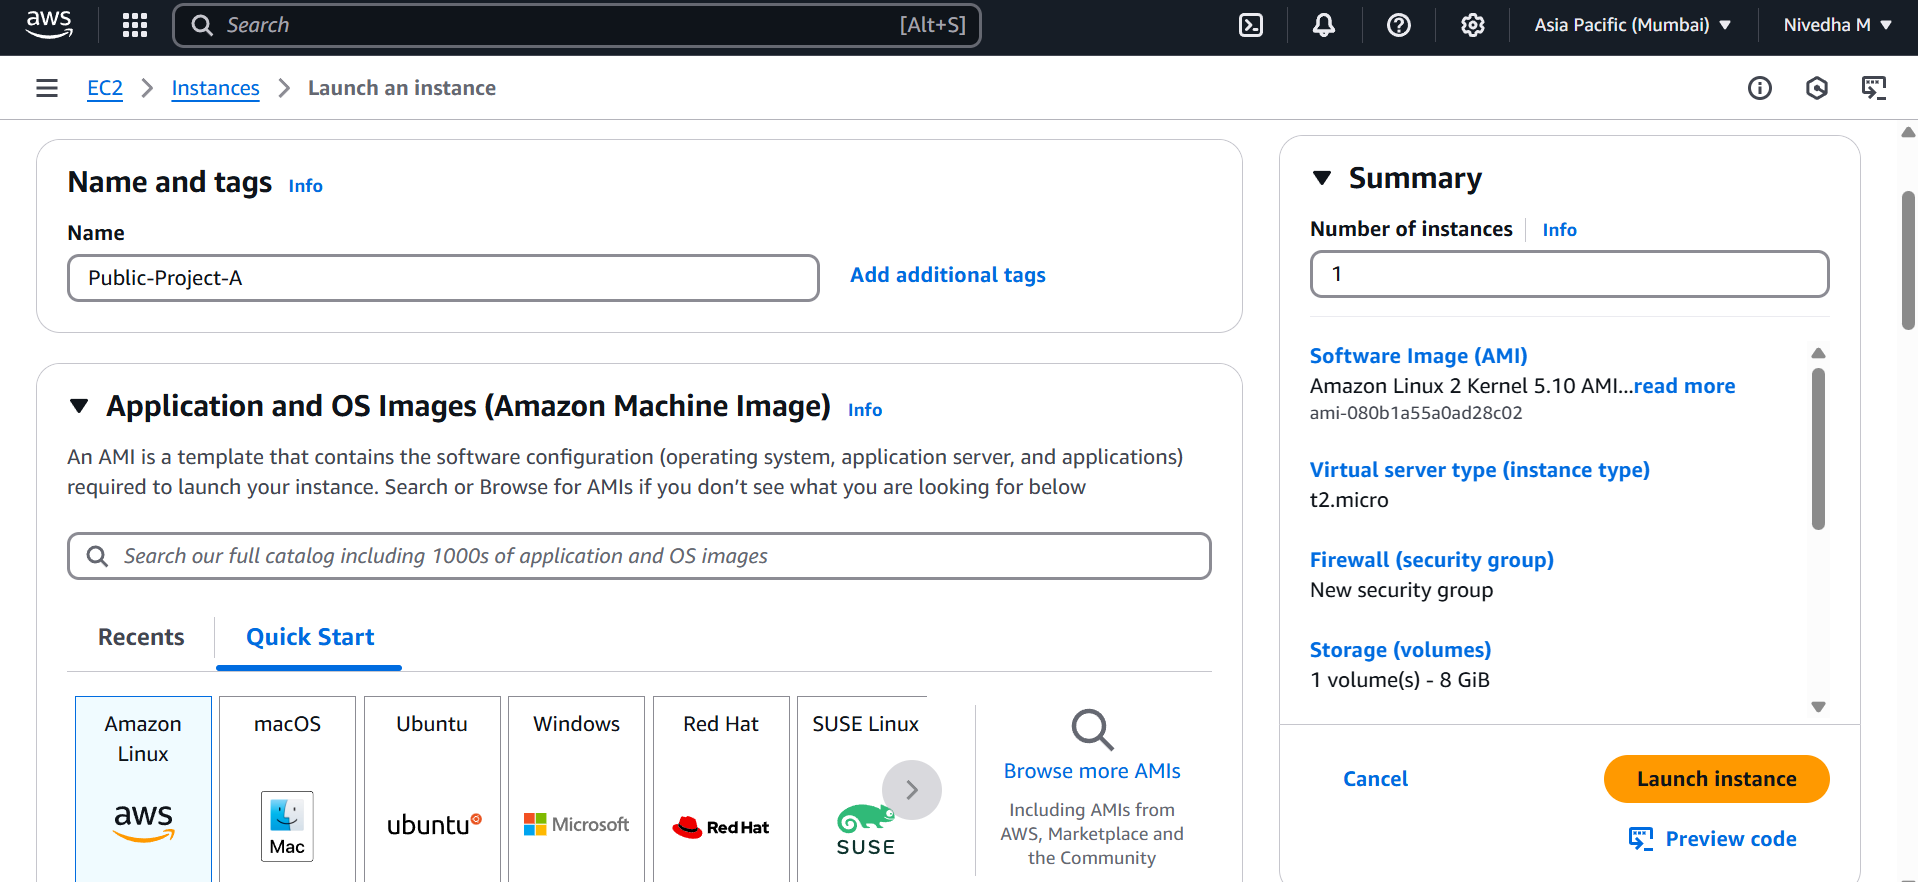 aws
Search [Alt+S]
Asia Pacific (Mumbai)
Nivedha M
EC2
Instances
Launch an instance
Name and tags Info
Name
Public-Project-A
Add additional tags
Application and OS Images (Amazon Machine Image) Info
An AMI is a template that contains the software configuration (operating system, application server, and applications)
required to launch your instance. Search or Browse for AMIs if you don’t see what you are looking for below
Search our full catalog including 1000s of application and OS images
Recents
Quick Start
Amazon
Linux
aws
macOS
Mac
Ubuntu
ubuntu
Windows
Microsoft
Red Hat
Red Hat
SUSE Linux
SUSE
Browse more AMIs
Including AMIs from
AWS, Marketplace and
the Community
Summary
Number of instances Info
1
Software Image (AMI)
Amazon Linux 2 Kernel 5.10 AMI...read more
ami-080b1a55a0ad28c02
Virtual server type (instance type)
t2.micro
Firewall (security group)
New security group
Storage (volumes)
1 volume(s) - 8 GiB
Cancel
Launch instance
Preview code